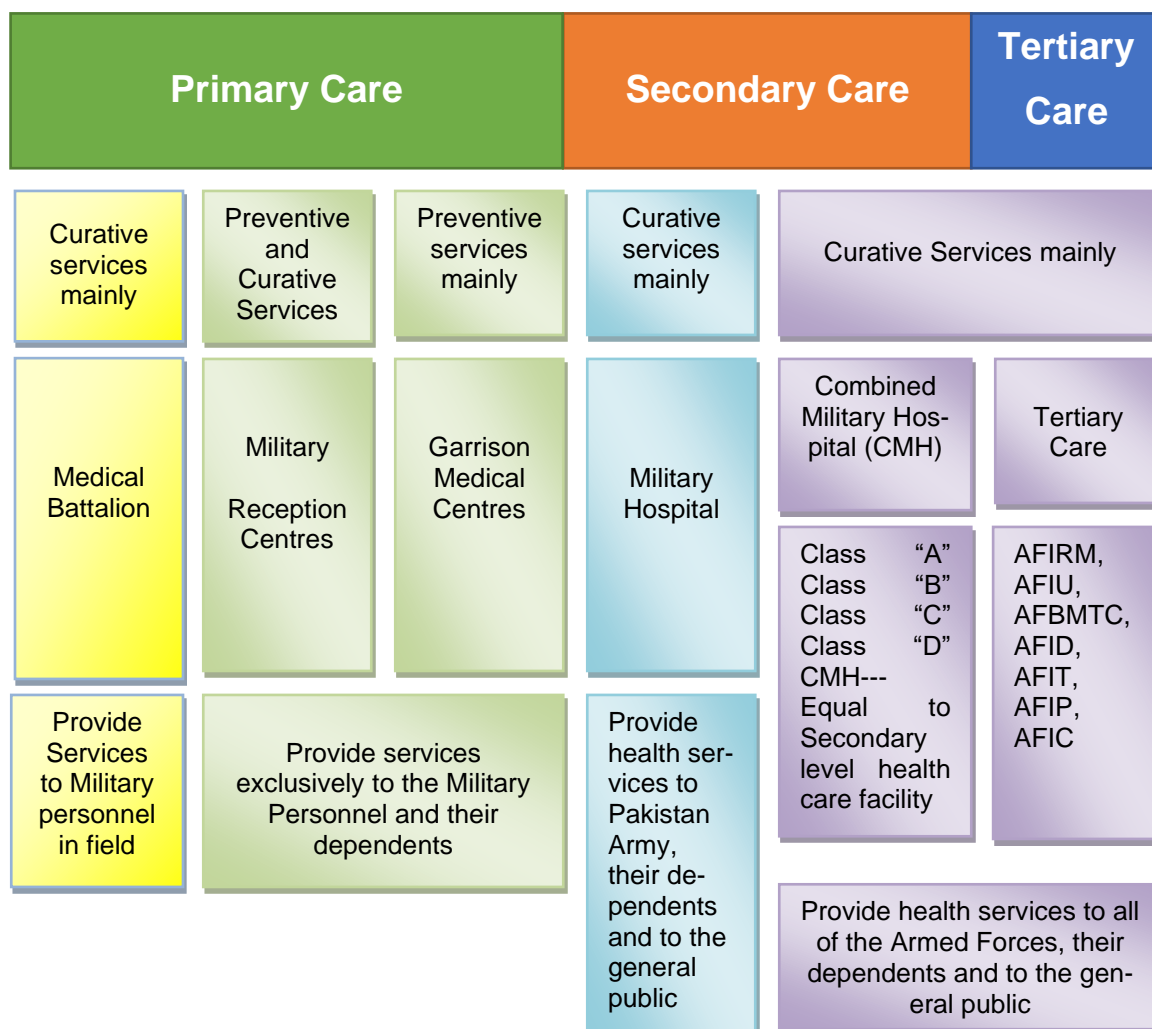 Primary Care
Secondary Care
Tertiary
Care
Curative
services
mainly
Preventive
and
Curative
Services
Preventive
services
mainly
Curative
services
mainly
Curative Services mainly
Medical
Battalion
Military
Reception
Centres
Garrison
Medical
Centres
Military
Hospital
Combined
Military Hos-
pital (CMH)
Tertiary
Care
Class “A”
Class “B”
Class “C”
Class “D”
CMH---
Equal to
Secondary
level health
care facility
AFIRM,
AFIU,
AFBMTC,
AFID,
AFIT,
AFIP,
AFIC
Provide
Services
to Military
personnel
in field
Provide services
exclusively to the Military
Personnel and their
dependents
Provide
health ser-
vices to
Pakistan
Army,
their de-
pendents
and to the
general
public
Provide health services to all
of the Armed Forces, their
dependents and to the gen-
eral public